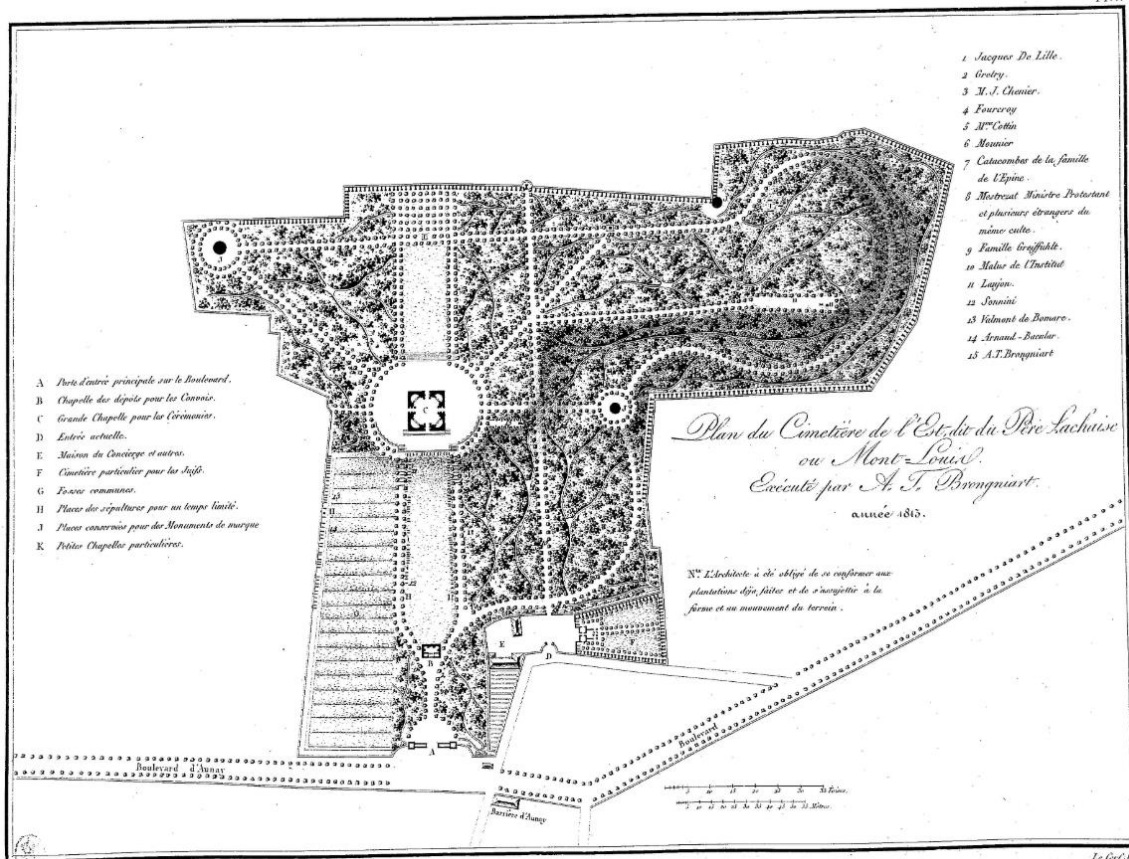 1 Jacques De Lille.
2 Gretry.
3 M. J. Chenier.
4 Fourcroy
5 M.me Cottin
6 Mounier
7 Catacombes de la famille
de l'Epine.
8 Mestrezat Ministre Protestant
et plusieurs étrangers du
même culte.
9 Famille Greffuhle.
10 Malus de l'Institut
11 Laujon.
12 Sonnini
13 Valmont de Bomare.
14 Arnaud-Baculer
15 A.T. Brongniart
A Porte d'entrée principale sur le Boulevard.
B Chapelle des dépôts pour les Convois.
C Grande Chapelle pour les Cérémonies.
D Entrée actuelle.
E Maison du Concierge et autres.
F Cimetière particulier pour les Juifs.
G Fosses communes.
H Places des sépultures pour un temps limité.
J Places conservées pour des Monuments de marque
K Petites Chapelles particulières.
Plan du Cimetière de l'Est, dit du Père Lachaise
ou Mont-Louis.
Exécuté par A. T. Brongniart.
année 1813.
N.ta L'Architecte à été obligé de se conformer aux
plantations déja faites et de s'assujettir à la
forme et au mouvement du terrain.
C
H
H
G
H
H
B
E
D
F
A
Boulevard d'Aunay
Boulevard
Barrière d'Aunay
Toises.
Mètres.